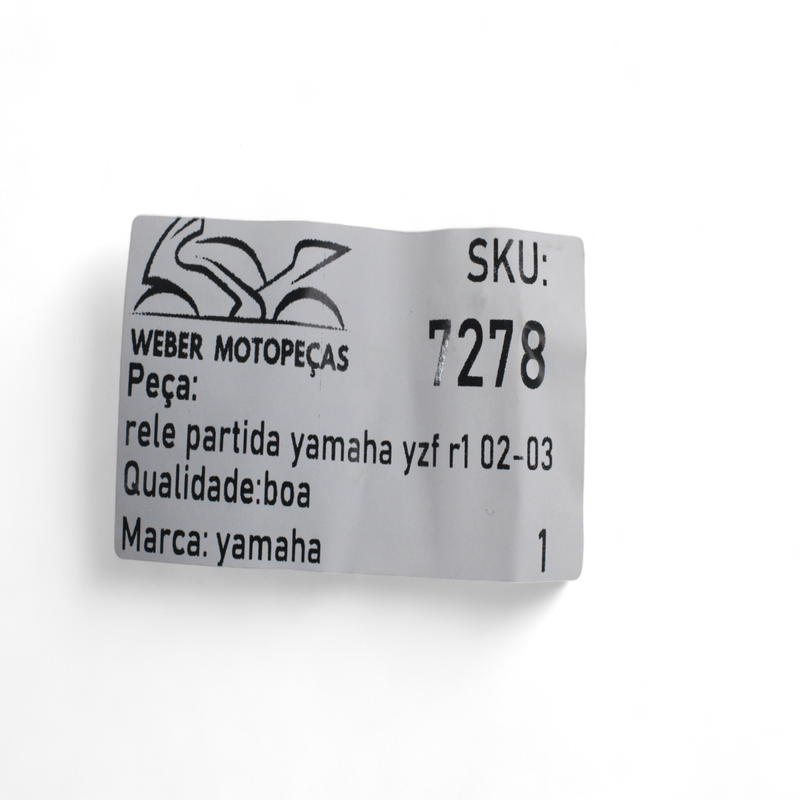 SKU:
7278
WEBER MOTOPEÇAS
Peça:
rele partida yamaha yzf r1 02-03
Qualidade:boa
Marca: yamaha
1